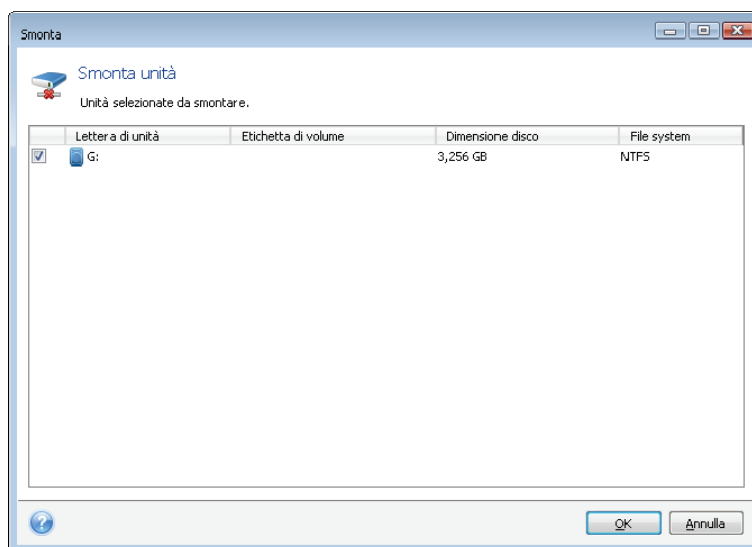 Smonta
Smonta unità
Unità selezionate da smontare.
Lettera di unità Etichetta di volume Dimensione disco File system
G: 3,256 GB NTFS
? OK Annulla